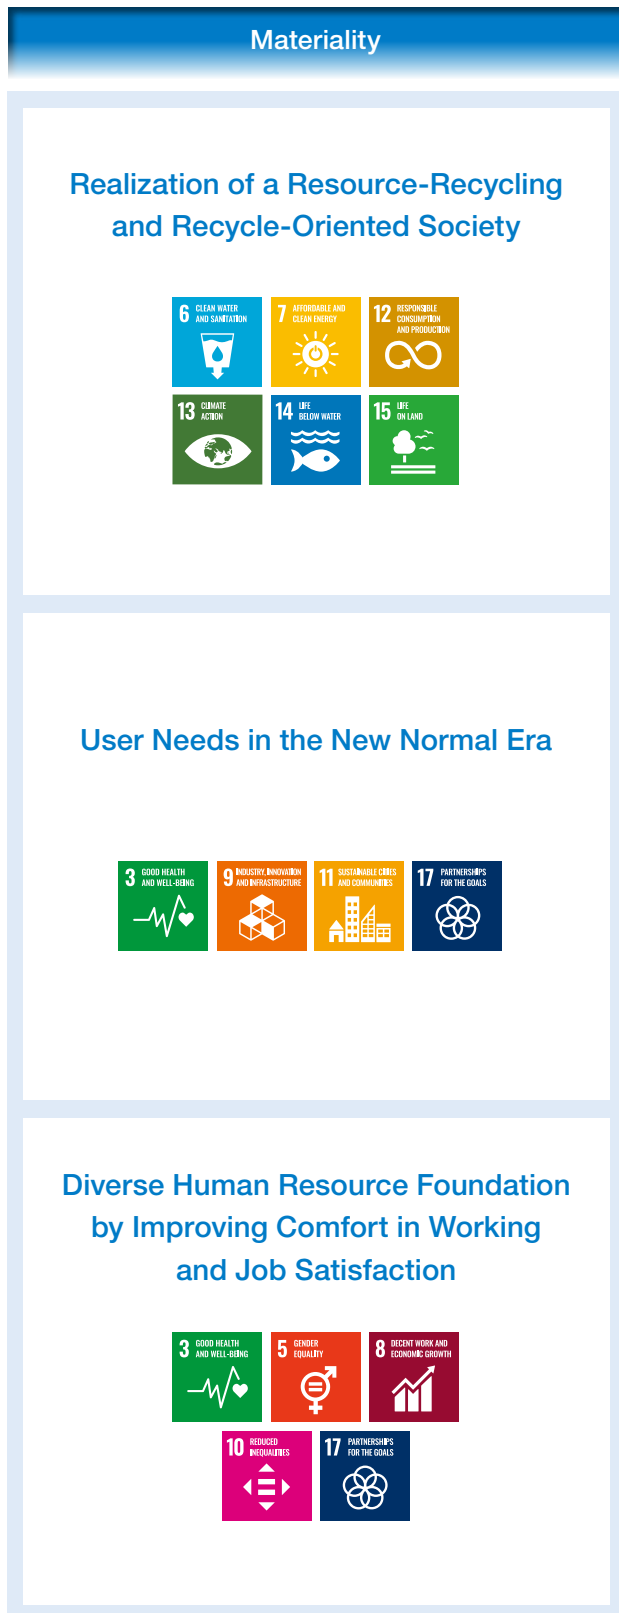 Materiality
Realization of a Resource-Recycling
and Recycle-Oriented Society
6 CLEAN WATER
AND SANITATION
7 AFFORDABLE AND
CLEAN ENERGY
12 RESPONSIBLE
CONSUMPTION
AND PRODUCTION
13 CLIMATE
ACTION
14 LIFE
BELOW WATER
15 LIFE
ON LAND
User Needs in the New Normal Era
3 GOOD HEALTH
AND WELL-BEING
9 INDUSTRY, INNOVATION
AND INFRASTRUCTURE
11 SUSTAINABLE CITIES
AND COMMUNITIES
17 PARTNERSHIPS
FOR THE GOALS
Diverse Human Resource Foundation
by Improving Comfort in Working
and Job Satisfaction
3 GOOD HEALTH
AND WELL-BEING
5 GENDER
EQUALITY
8 DECENT WORK AND
ECONOMIC GROWTH
10 REDUCED
INEQUALITIES
17 PARTNERSHIPS
FOR THE GOALS